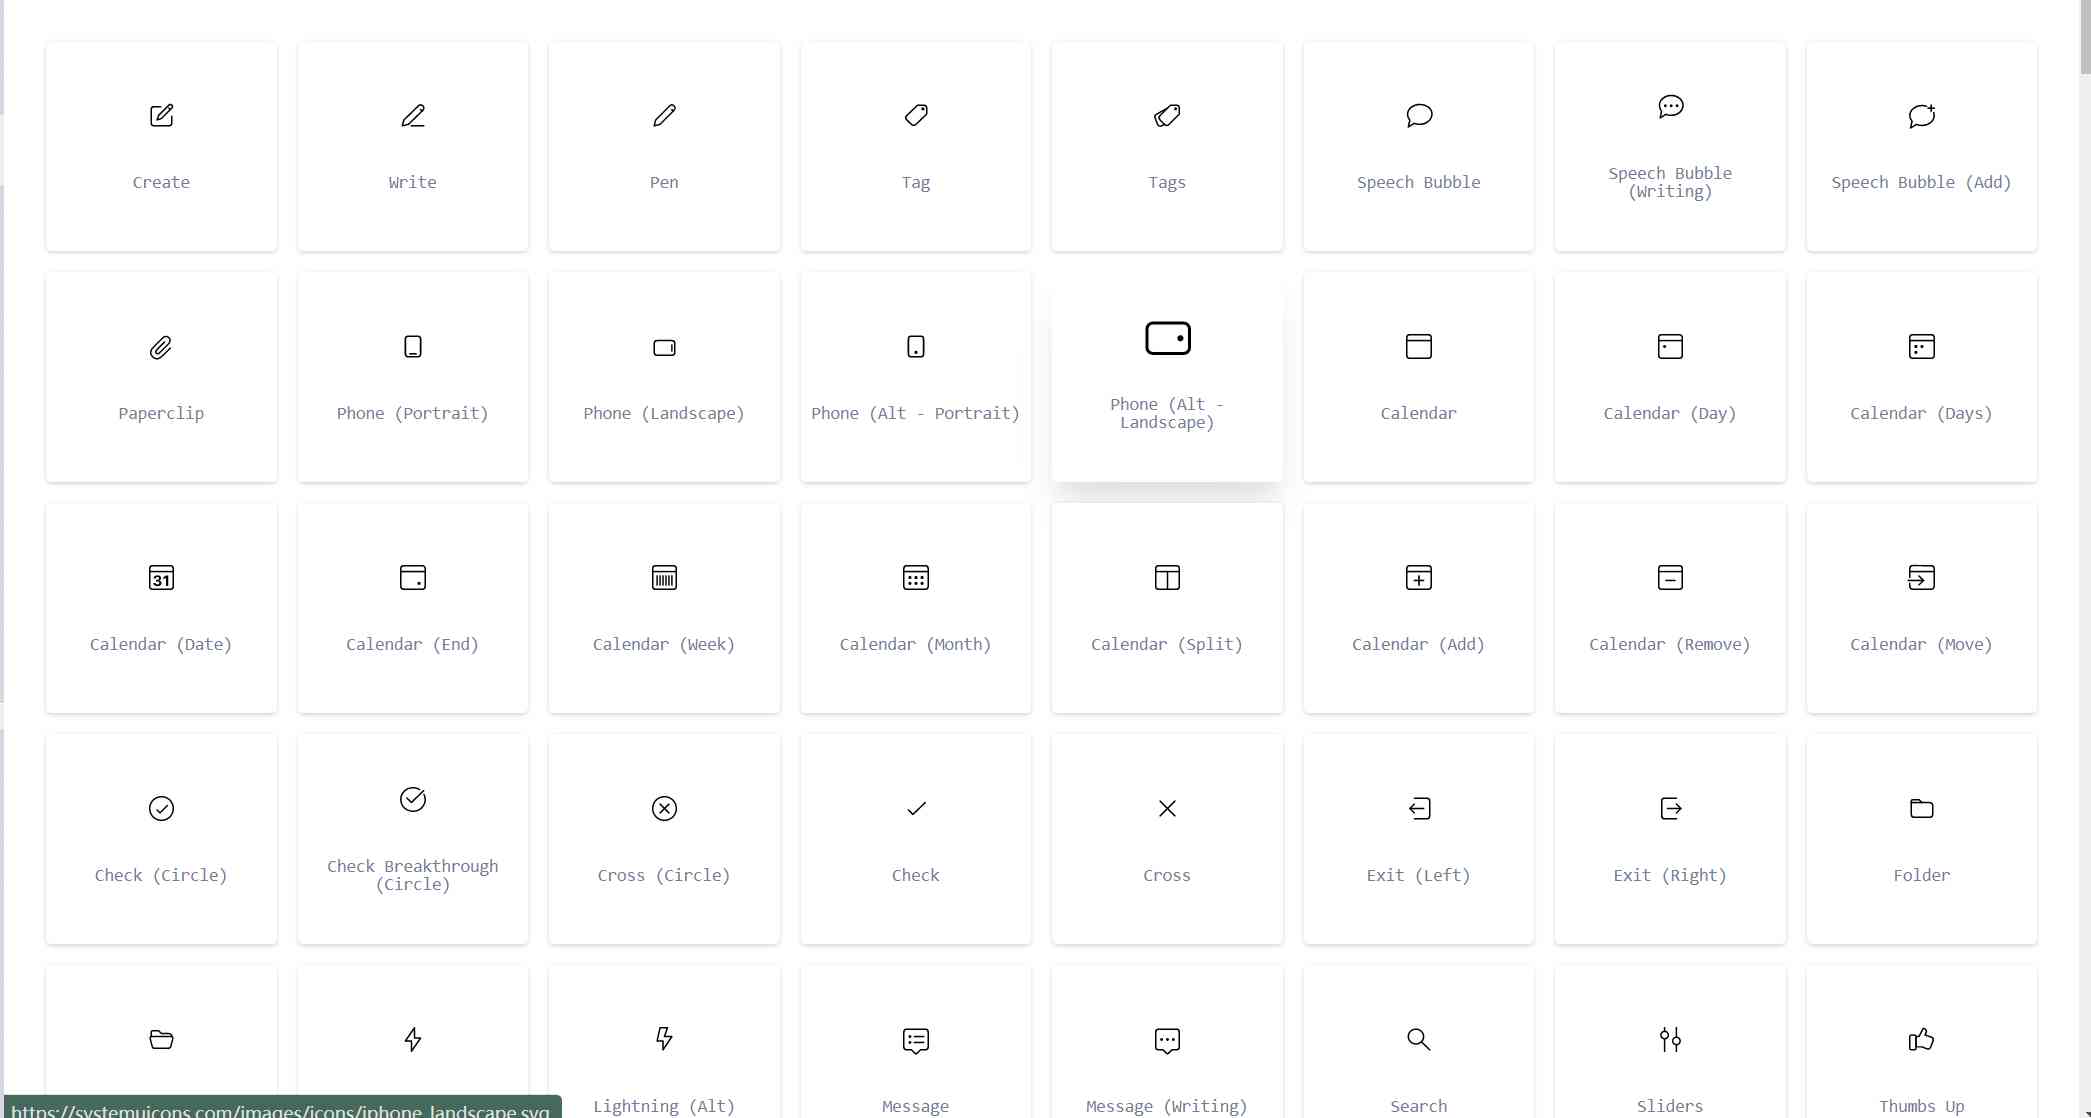 Create
Write
Pen
Tag
Tags
Speech Bubble
Speech Bubble
(Writing)
Speech Bubble (Add)
Paperclip
Phone (Portrait)
Phone (Landscape)
Phone (Alt - Portrait)
Phone (Alt -
Landscape)
Calendar
Calendar (Day)
Calendar (Days)
31
Calendar (Date)
Calendar (End)
Calendar (Week)
Calendar (Month)
Calendar (Split)
Calendar (Add)
Calendar (Remove)
Calendar (Move)
Check (Circle)
Check Breakthrough
(Circle)
Cross (Circle)
Check
Cross
Exit (Left)
Exit (Right)
Folder
Lightning (Alt)
Message
Message (Writing)
Search
Sliders
Thumbs Up
https://systemuicons.com/images/icons/iphone_landscape.svg